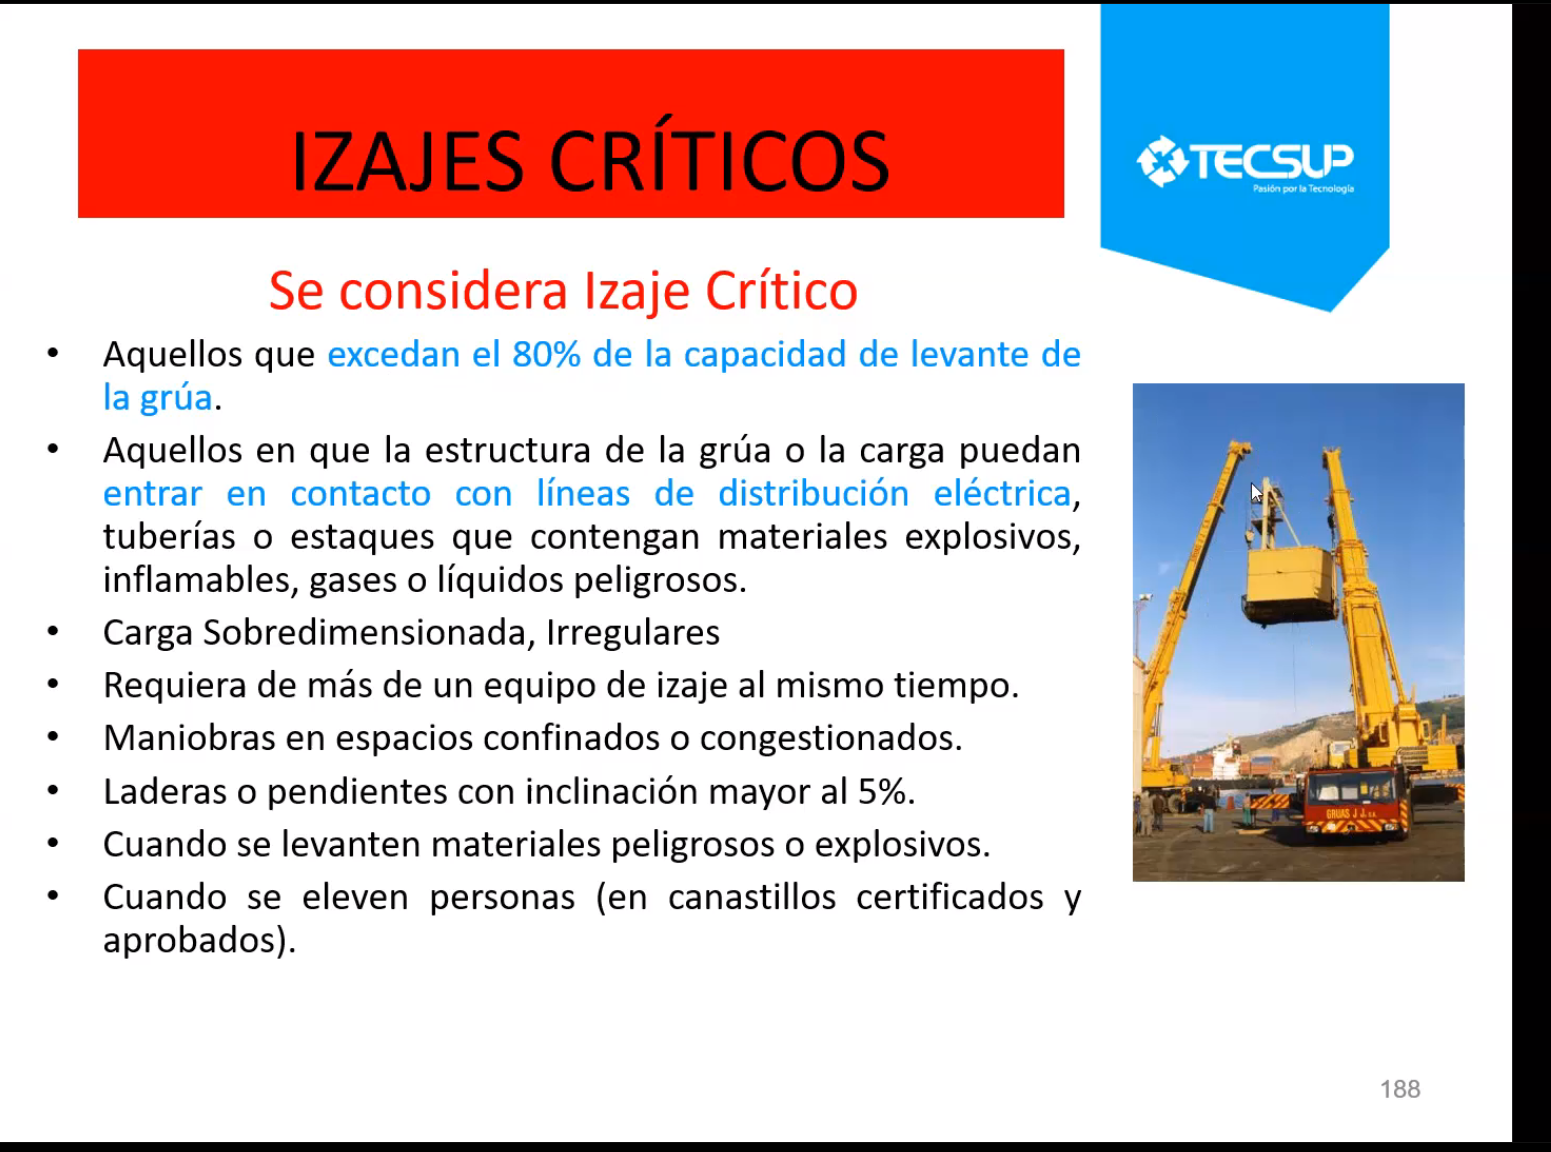 IZAJES CRÍTICOS
TECSUP
Pasión por la Tecnología
Se considera Izaje Crítico
• Aquellos que excedan el 80% de la capacidad de levante de
la grúa.
• Aquellos en que la estructura de la grúa o la carga puedan
entrar en contacto con líneas de distribución eléctrica,
tuberías o estaques que contengan materiales explosivos,
inflamables, gases o líquidos peligrosos.
• Carga Sobredimensionada, Irregulares
• Requiera de más de un equipo de izaje al mismo tiempo.
• Maniobras en espacios confinados o congestionados.
• Laderas o pendientes con inclinación mayor al 5%.
• Cuando se levanten materiales peligrosos o explosivos.
• Cuando se eleven personas (en canastillos certificados y
aprobados).
GRUAS J J. S.A.
188